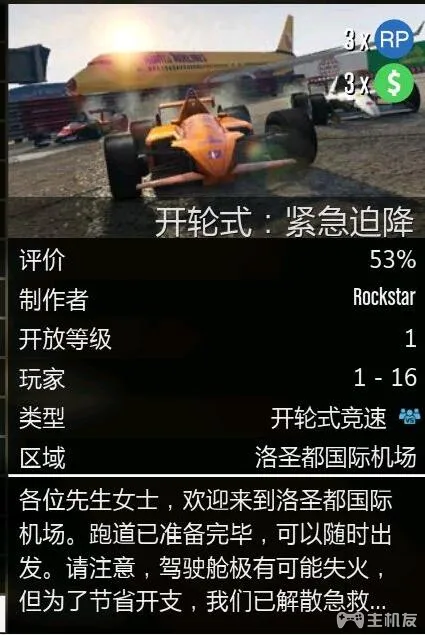 3 x RP
3 x $
开轮式：紧急迫降
评价 53%
制作者 Rockstar
开放等级 1
玩家 1 - 16
类型 开轮式竞速
区域 洛圣都国际机场
各位先生女士，欢迎来到洛圣都国际
机场。跑道已准备完毕，可以随时出
发。请注意，驾驶舱极有可能失火，
但为了节省开支，我们已解散急救...
主机友